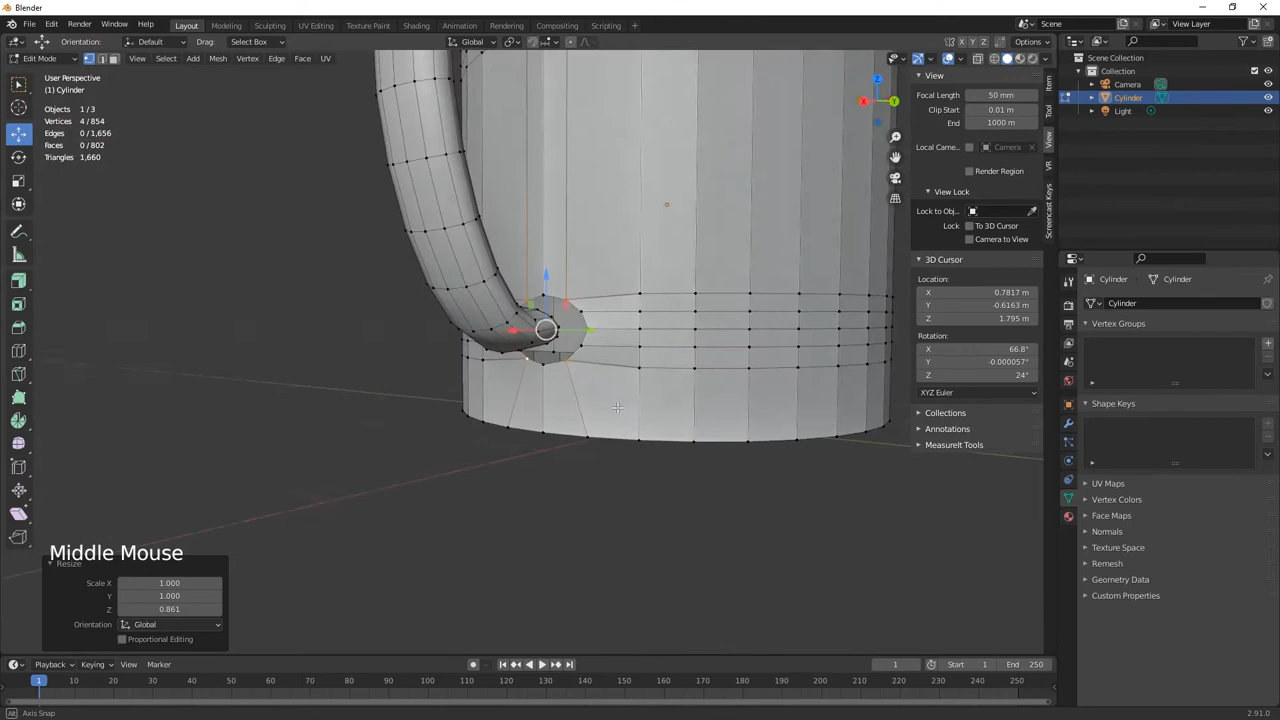 Blender
File Edit Render Window Help Layout Modeling Sculpting UV Editing Texture Paint Shading Animation Rendering Compositing Scripting + Scene View Layer
Orientation: Default Drag: Select Box Global X Y Z Options
Edit Mode View Select Add Mesh Vertex Edge Face UV
User Perspective
(1) Cylinder
Objects 1 / 3
Vertices 4 / 854
Edges 0 / 1,656
Faces 0 / 802
Triangles 1,660
Z
X
Y
View
Focal Length 50 mm
Clip Start 0.01 m
End 1000 m
Local Came... Camera
Render Region
View Lock
Lock to Obj...
Lock To 3D Cursor
Camera to View
3D Cursor
Location:
X 0.7817 m
Y -0.6163 m
Z 1.795 m
Rotation:
X 66.8°
Y -0.000057°
Z 24°
XYZ Euler
Collections
Annotations
MeasureIt Tools
Item
Tool
View
VR
Screencast Keys
Scene Collection
Collection
Camera
Cylinder
Light
Cylinder Cylinder
Cylinder
Vertex Groups
Shape Keys
UV Maps
Vertex Colors
Face Maps
Normals
Texture Space
Remesh
Geometry Data
Custom Properties
Middle Mouse
Resize
Scale X 1.000
Y 1.000
Z 0.861
Orientation Global
Proportional Editing
Playback Keying View Marker 1 Start 1 End 250
1 10 20 30 40 50 60 70 80 90 100 110 120 130 140 150 160 170 180 190 200 210 220 230 240 250
Axis Snap 2.91.0